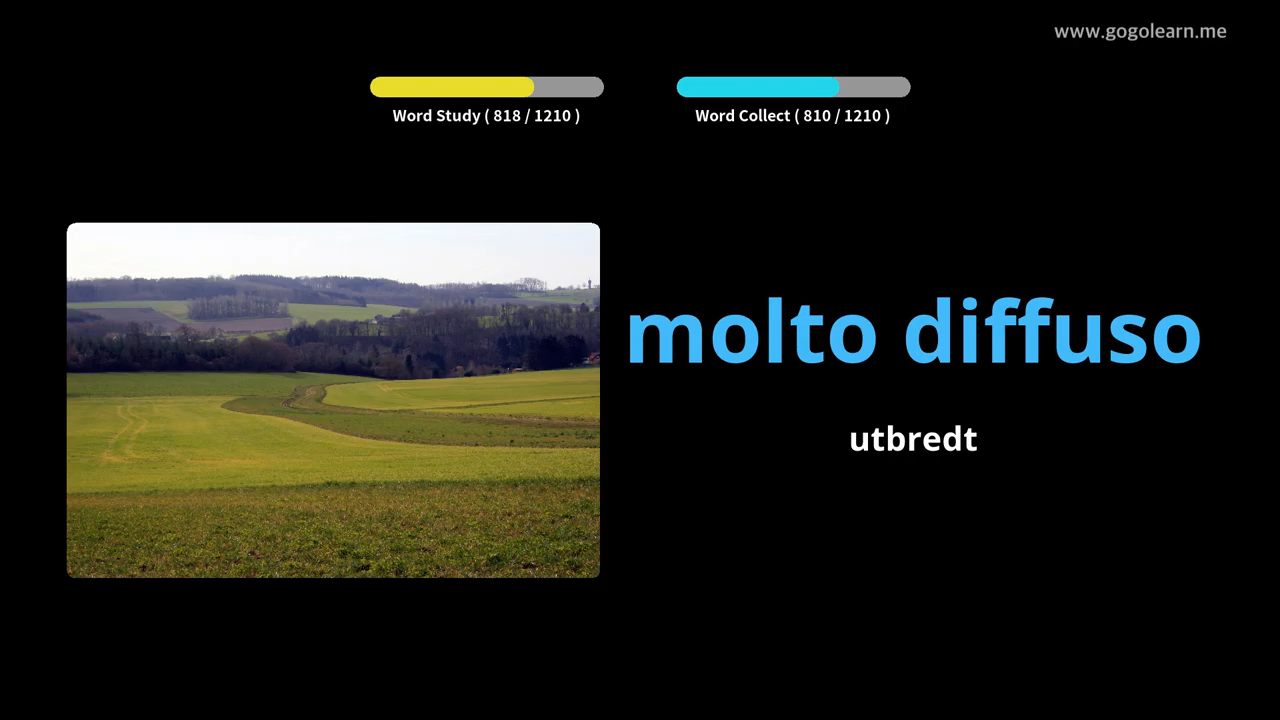 www.gogolearn.me
Word Study ( 818 / 1210 )
Word Collect ( 810 / 1210 )
molto diffuso
utbredt